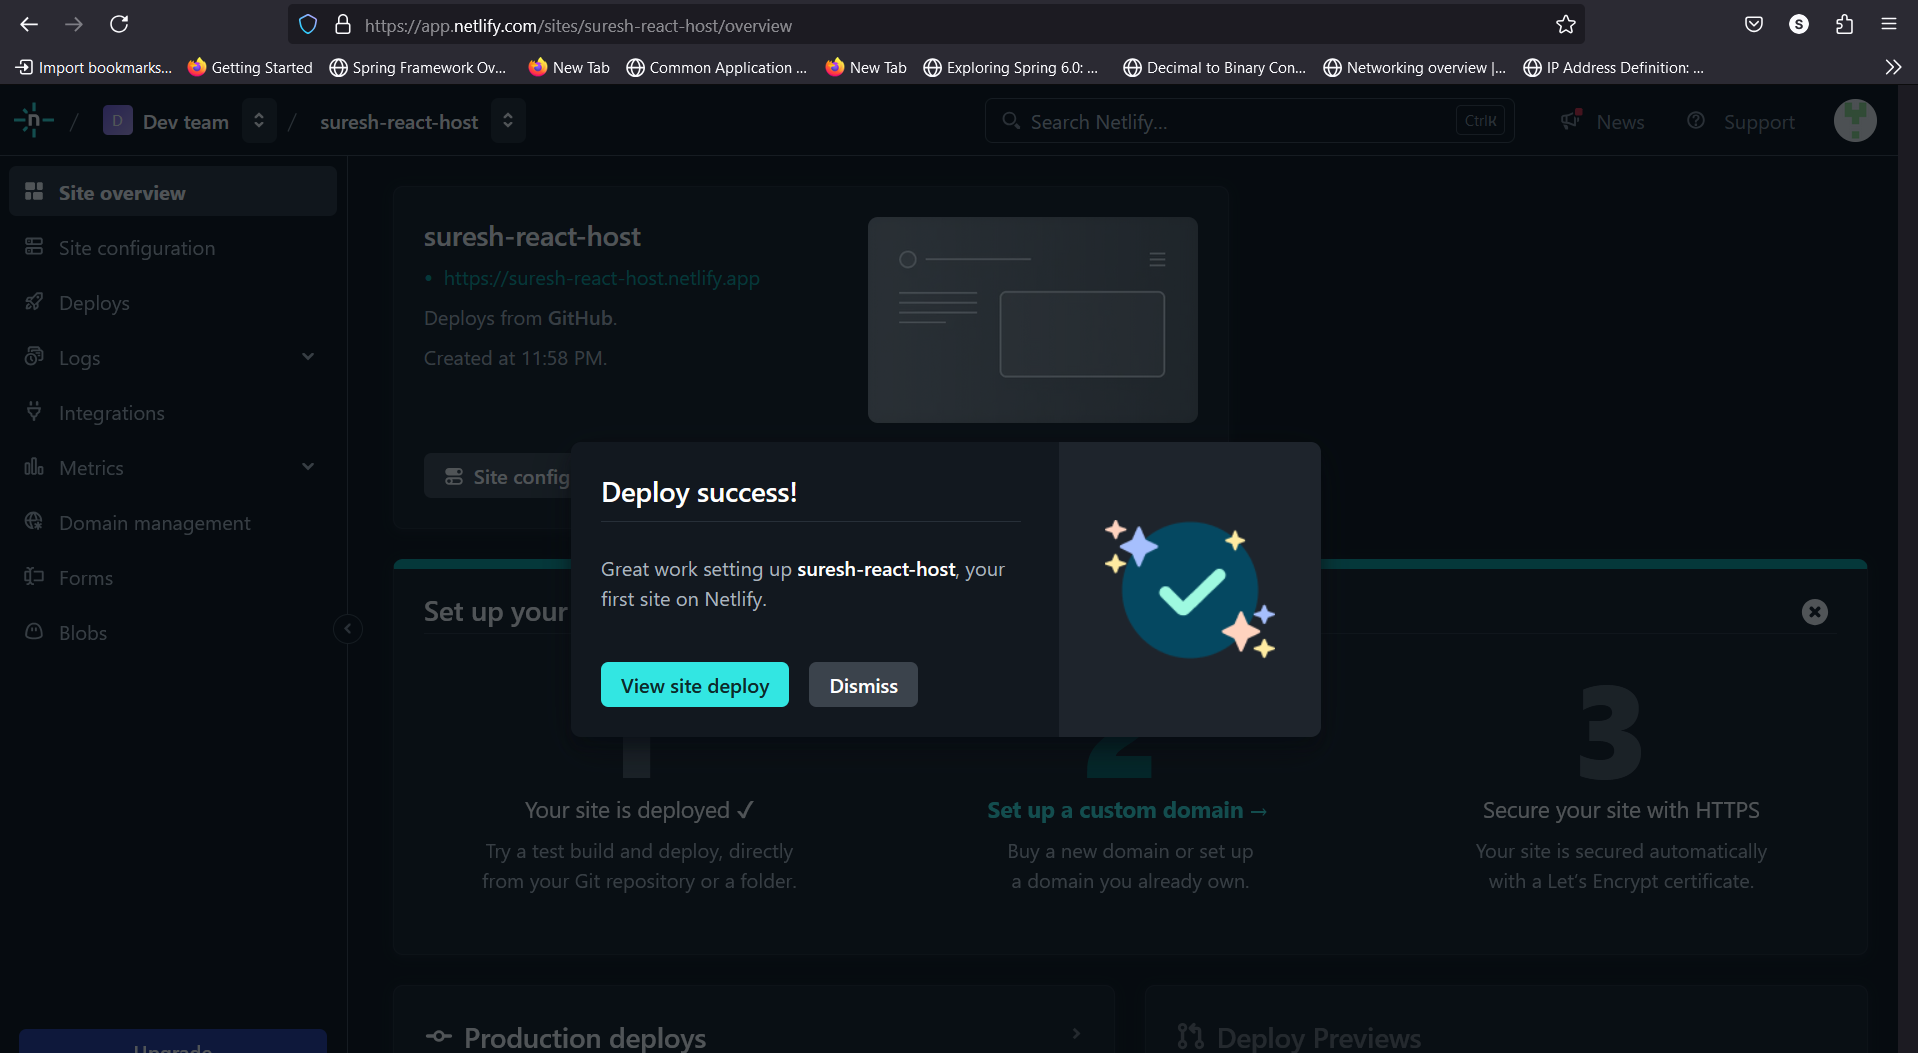 https://app.netlify.com/sites/suresh-react-host/overview
S
Import bookmarks...
Getting Started
Spring Framework Ov...
New Tab
Common Application ...
New Tab
Exploring Spring 6.0: ...
Decimal to Binary Con...
Networking overview |...
IP Address Definition: ...
n
/
D
Dev team
/
suresh-react-host
Search Netlify...
Ctrl K
News
Support
Site overview
Site configuration
Deploys
Logs
Integrations
Metrics
Domain management
Forms
Blobs
Upgrade
suresh-react-host
• https://suresh-react-host.netlify.app
Deploys from GitHub.
Created at 11:58 PM.
Site config
Deploy success!
Great work setting up suresh-react-host, your
first site on Netlify.
View site deploy
Dismiss
Set up your
1
Your site is deployed ✓
Try a test build and deploy, directly
from your Git repository or a folder.
2
Set up a custom domain →
Buy a new domain or set up
a domain you already own.
3
Secure your site with HTTPS
Your site is secured automatically
with a Let's Encrypt certificate.
Production deploys
Deploy Previews